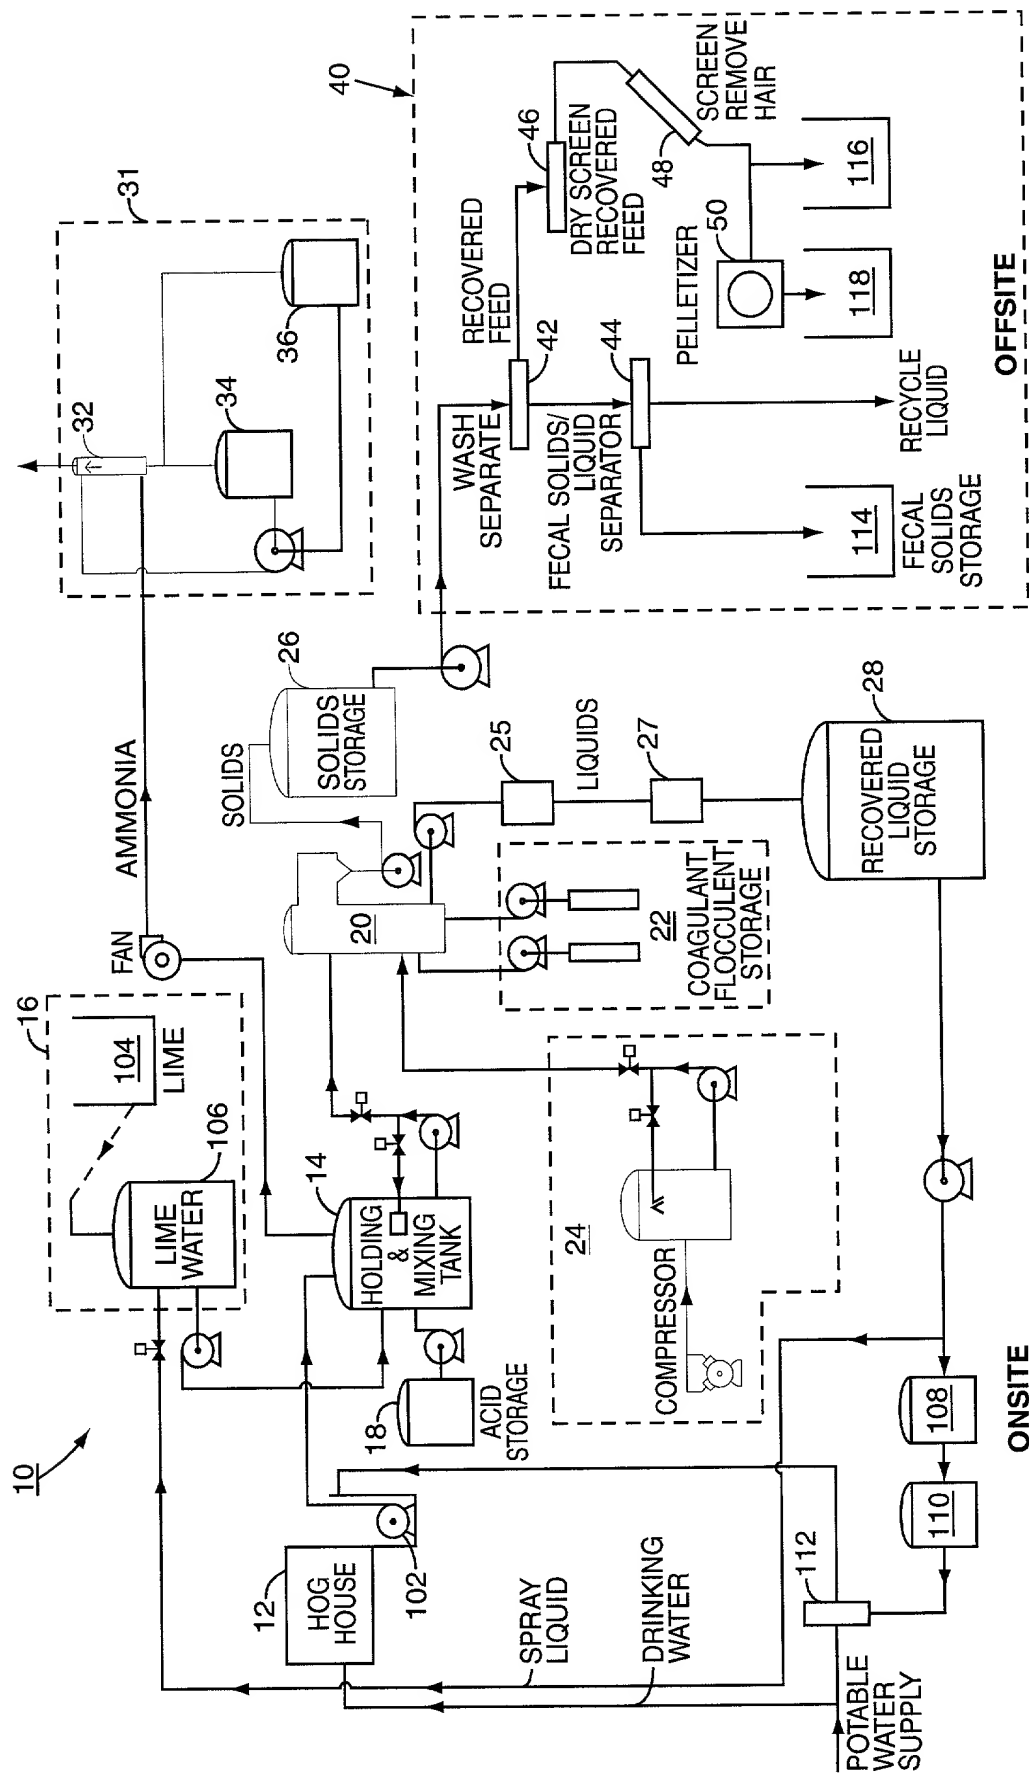 10
16
104
LIME
106
LIME
WATER
FAN
AMMONIA
31
32
34
36
40
12
HOG
HOUSE
102
14
HOLDING
&
MIXING
TANK
18
ACID
STORAGE
20
SOLIDS
26
SOLIDS
STORAGE
22
COAGULANT
FLOCCULENT
STORAGE
24
COMPRESSOR
25
LIQUIDS
27
28
RECOVERED
LIQUID
STORAGE
WASH
SEPARATE
42
RECOVERED
FEED
46
DRY SCREEN
RECOVERED
FEED
48
SCREEN
REMOVE
HAIR
FECAL SOLIDS/
LIQUID
SEPARATOR
44
PELLETIZER
50
114
FECAL
SOLIDS
STORAGE
RECYCLE
LIQUID
118
116
OFFSITE
SPRAY
LIQUID
DRINKING
WATER
112
POTABLE
WATER
SUPPLY
110
108
ONSITE